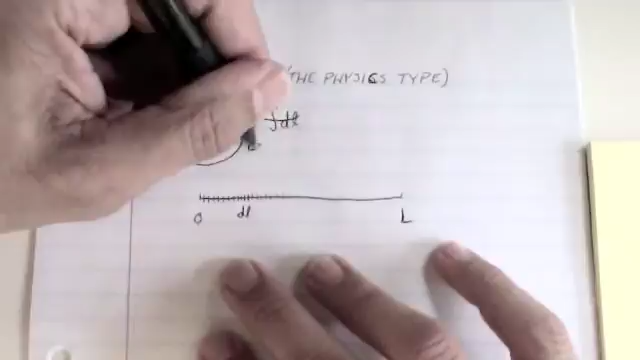 (THE PHYSICS TYPE)
∫dl
0 dl L